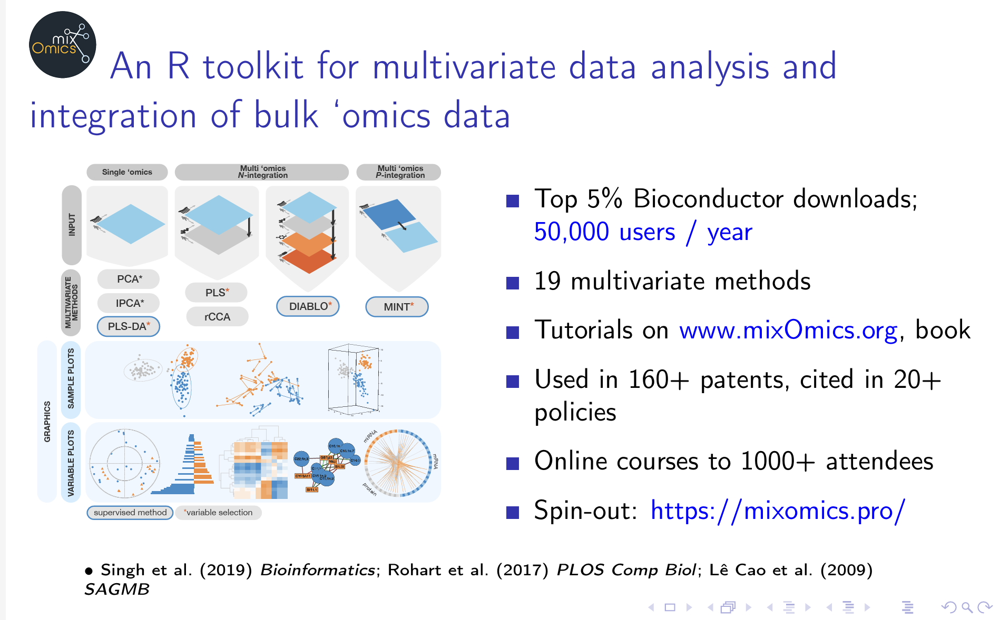 mix
Omics
An R toolkit for multivariate data analysis and
integration of bulk ‘omics data
Single ‘omics
Multi ‘omics
N-integration
Multi ‘omics
P-integration
INPUT
MULTIVARIATE
METHODS
PCA*
IPCA*
PLS-DA*
PLS*
rCCA
DIABLO*
MINT*
GRAPHICS
SAMPLE PLOTS
VARIABLE PLOTS
miRNA
mRNA
protein
supervised method
*variable selection
Top 5% Bioconductor downloads;
50,000 users / year
19 multivariate methods
Tutorials on www.mixOmics.org, book
Used in 160+ patents, cited in 20+
policies
Online courses to 1000+ attendees
Spin-out: https://mixomics.pro/
• Singh et al. (2019) Bioinformatics; Rohart et al. (2017) PLOS Comp Biol; Lê Cao et al. (2009)
SAGMB